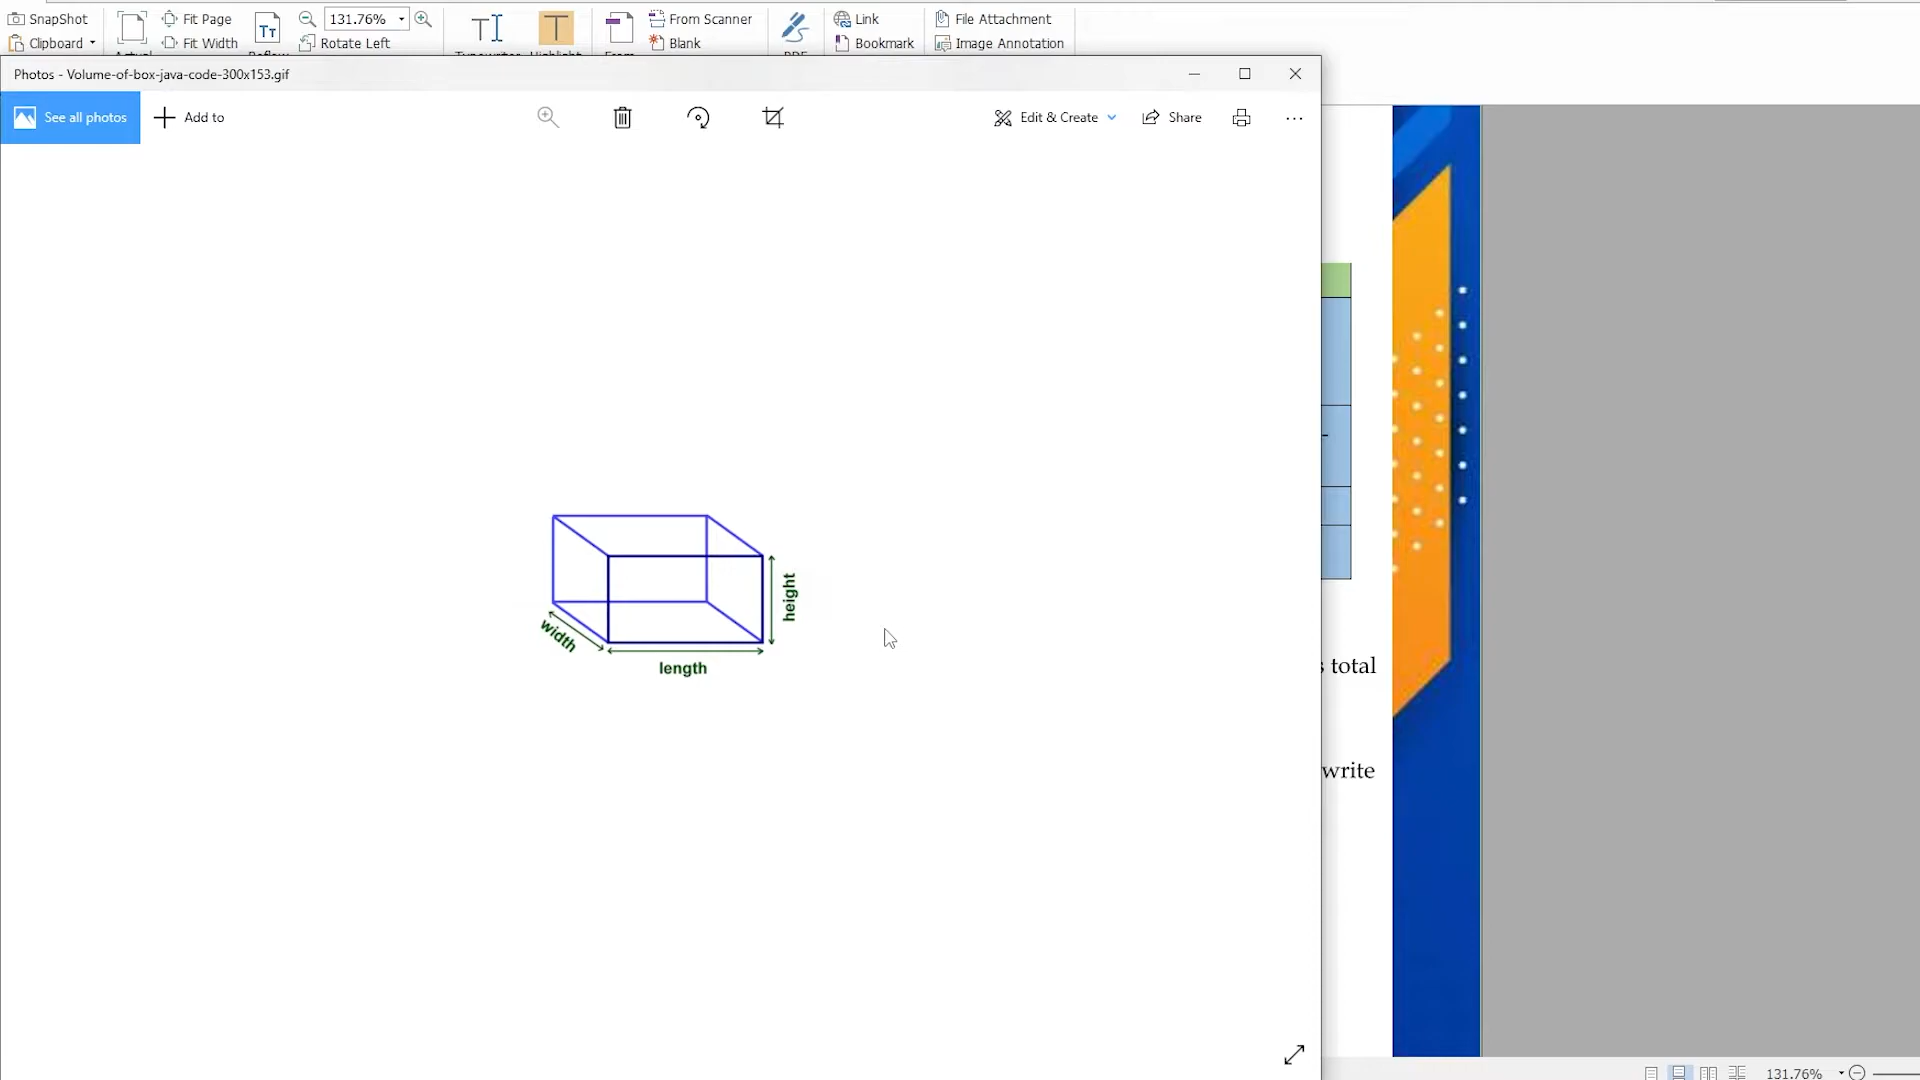 SnapShot
Fit Page
131.76%
From Scanner
Link
File Attachment
Clipboard
Fit Width
Rotate Left
Blank
Bookmark
Image Annotation
Photos - Volume-of-box-java-code-300x153.gif
See all photos
Add to
Edit & Create
Share
height
width
length
-
s total
write
131.76%